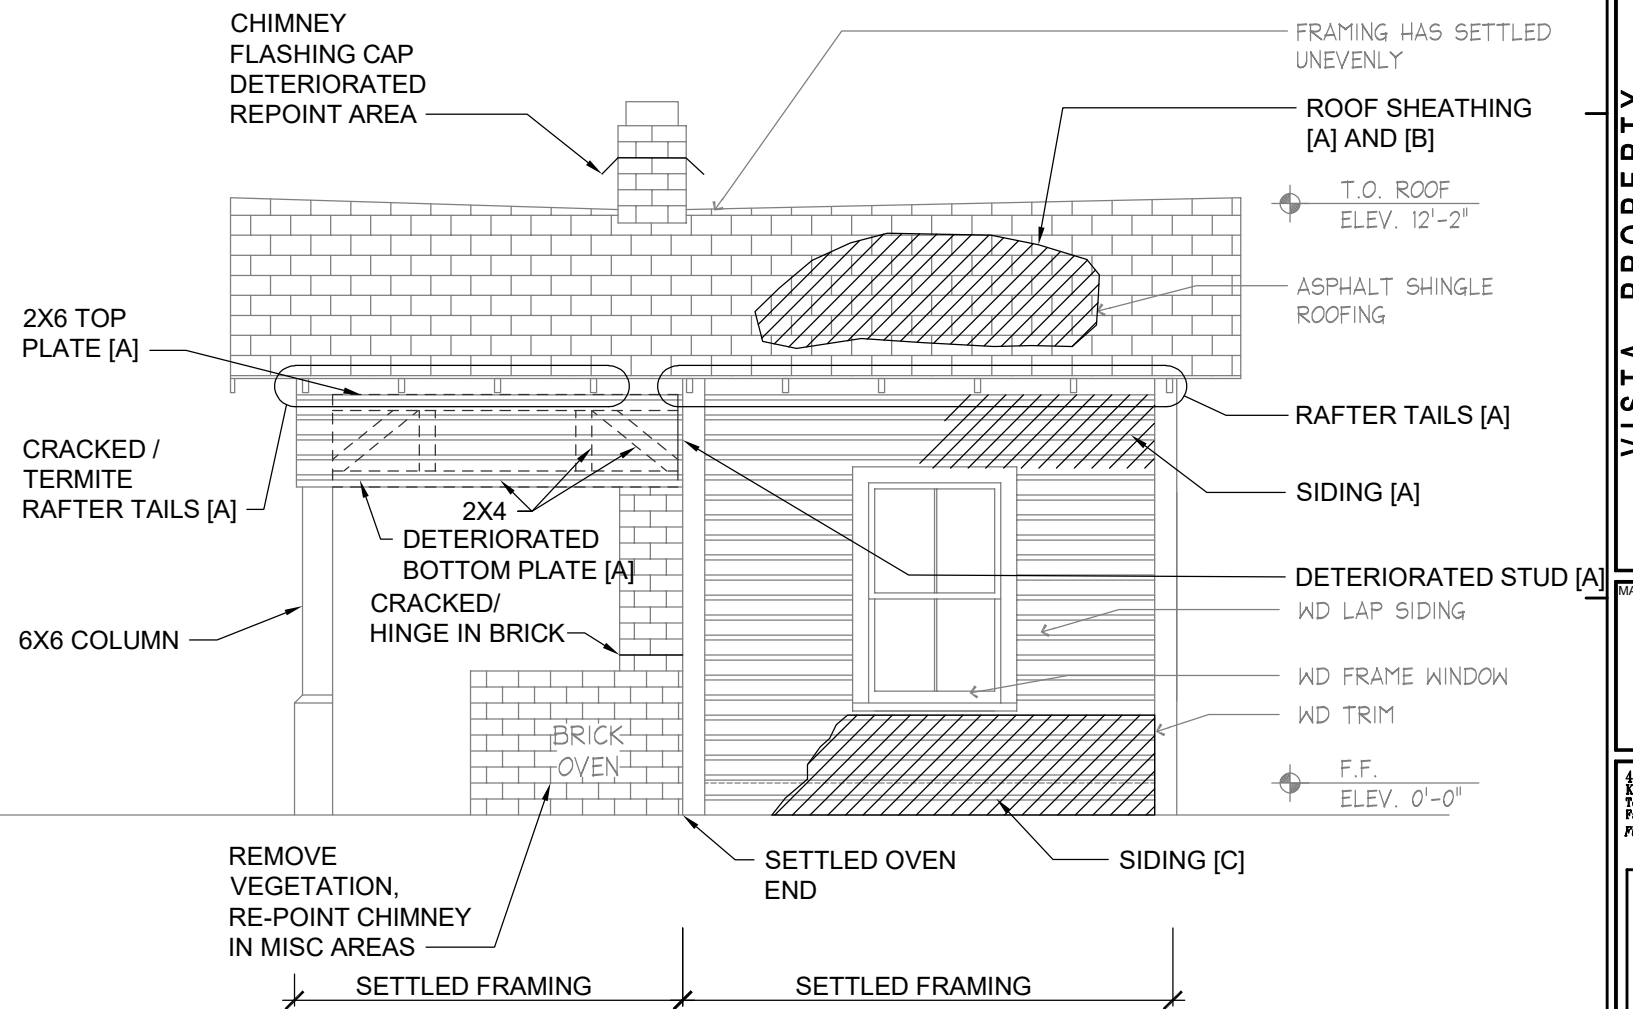 CHIMNEY
FLASHING CAP
DETERIORATED
REPOINT AREA
FRAMING HAS SETTLED
UNEVENLY
ROOF SHEATHING
[A] AND [B]
T.O. ROOF
ELEV. 12'-2"
ASPHALT SHINGLE
ROOFING
2X6 TOP
PLATE [A]
RAFTER TAILS [A]
CRACKED /
TERMITE
RAFTER TAILS [A]
SIDING [A]
2X4
DETERIORATED
BOTTOM PLATE [A]
DETERIORATED STUD [A]
CRACKED/
HINGE IN BRICK
WD LAP SIDING
6X6 COLUMN
WD FRAME WINDOW
WD TRIM
BRICK
OVEN
F.F.
ELEV. 0'-0"
REMOVE
VEGETATION,
RE-POINT CHIMNEY
IN MISC AREAS
SETTLED OVEN
END
SIDING [C]
SETTLED FRAMING
SETTLED FRAMING
VISTA PROPERTY